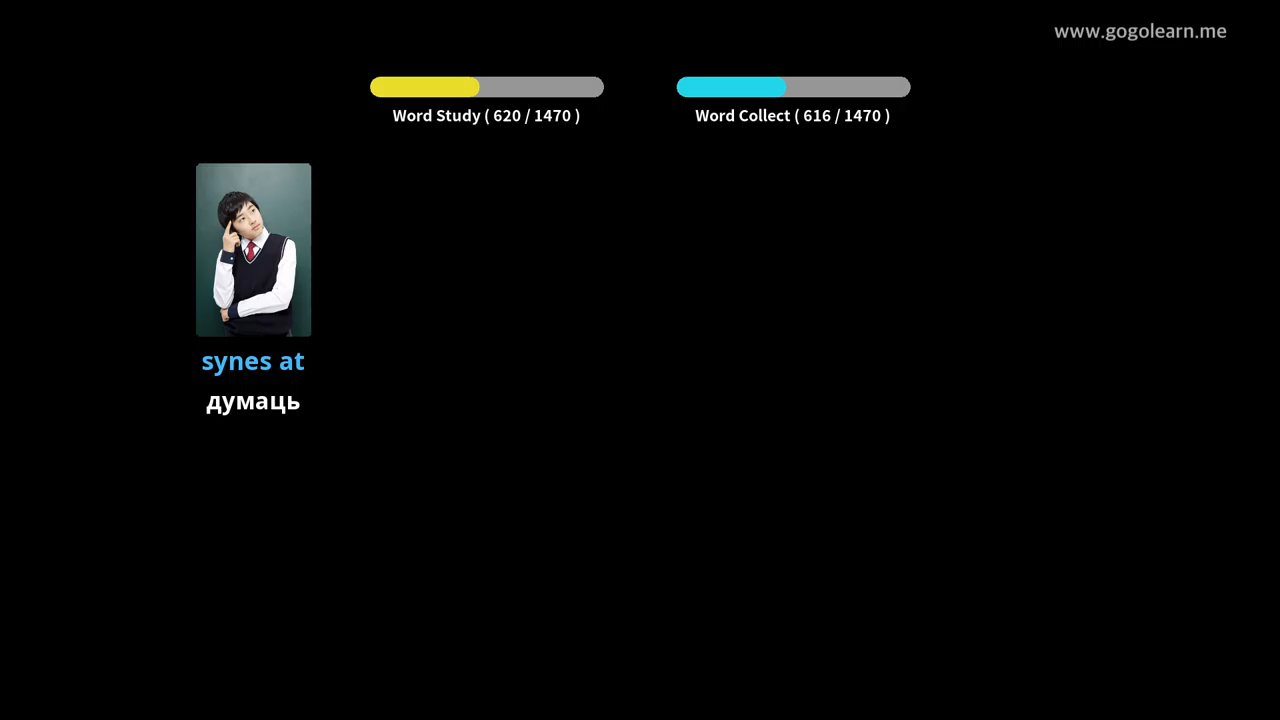 www.gogolearn.me
Word Study ( 620 / 1470 )
Word Collect ( 616 / 1470 )
synes at
думаць